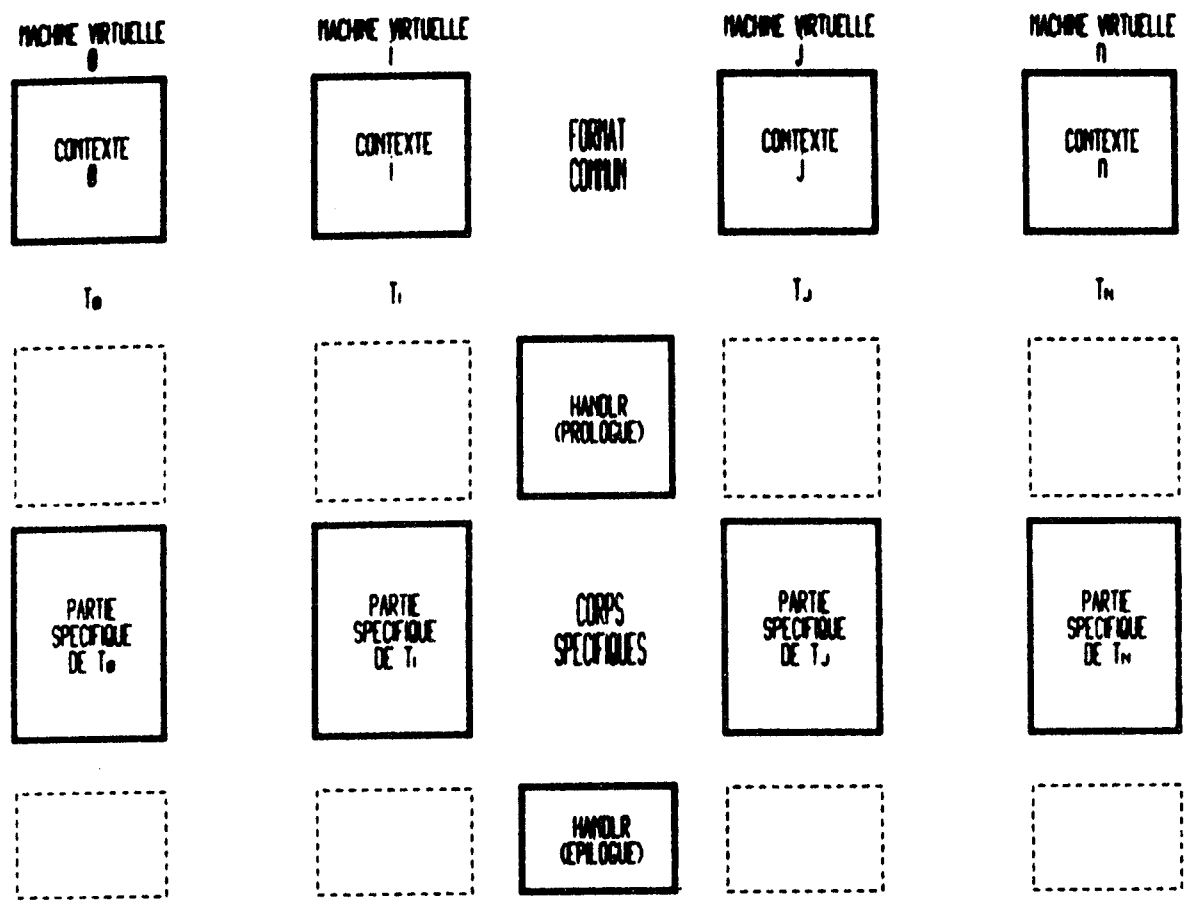 MACHINE VIRTUELLE
0
MACHINE VIRTUELLE
I
MACHINE VIRTUELLE
J
MACHINE VIRTUELLE
N
CONTEXTE
0
CONTEXTE
I
FORMAT
COMMUN
CONTEXTE
J
CONTEXTE
N
T0
TI
TJ
TN
HANDLR
(PROLOGUE)
PARTIE
SPECIFIQUE
DE T0
PARTIE
SPECIFIQUE
DE TI
CORPS
SPECIFIQUES
PARTIE
SPECIFIQUE
DE TJ
PARTIE
SPECIFIQUE
DE TN
HANDLR
(EPILOGUE)